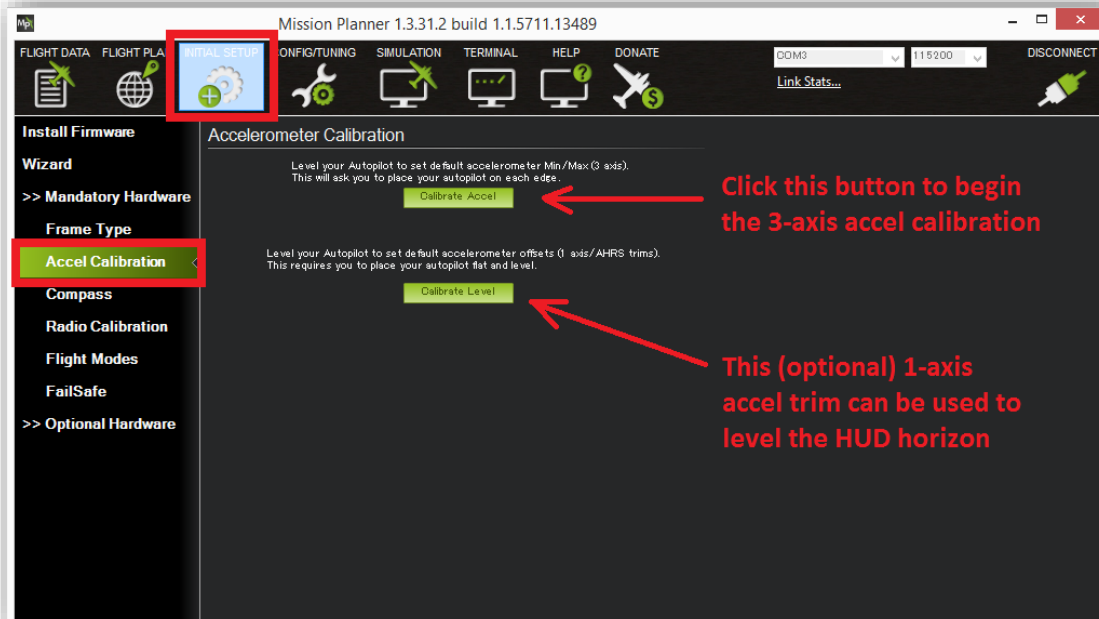 Mission Planner 1.3.31.2 build 1.1.5711.13489
FLIGHT DATA FLIGHT PLA INITIAL SETUP CONFIG/TUNING SIMULATION TERMINAL HELP DONATE COM3 115200 DISCONNECT
Link Stats...
Install Firmware
Wizard
>> Mandatory Hardware
Frame Type
Accel Calibration
Compass
Radio Calibration
Flight Modes
FailSafe
>> Optional Hardware
Accelerometer Calibration
Level your Autopilot to set default accelerometer Min/Max (3 axis).
This will ask you to place your autopilot on each edge.
Calibrate Accel
Click this button to begin
the 3-axis accel calibration
Level your Autopilot to set default accelerometer offsets (1 axis/AHRS trims).
This requires you to place your autopilot flat and level.
Calibrate Level
This (optional) 1-axis
accel trim can be used to
level the HUD horizon